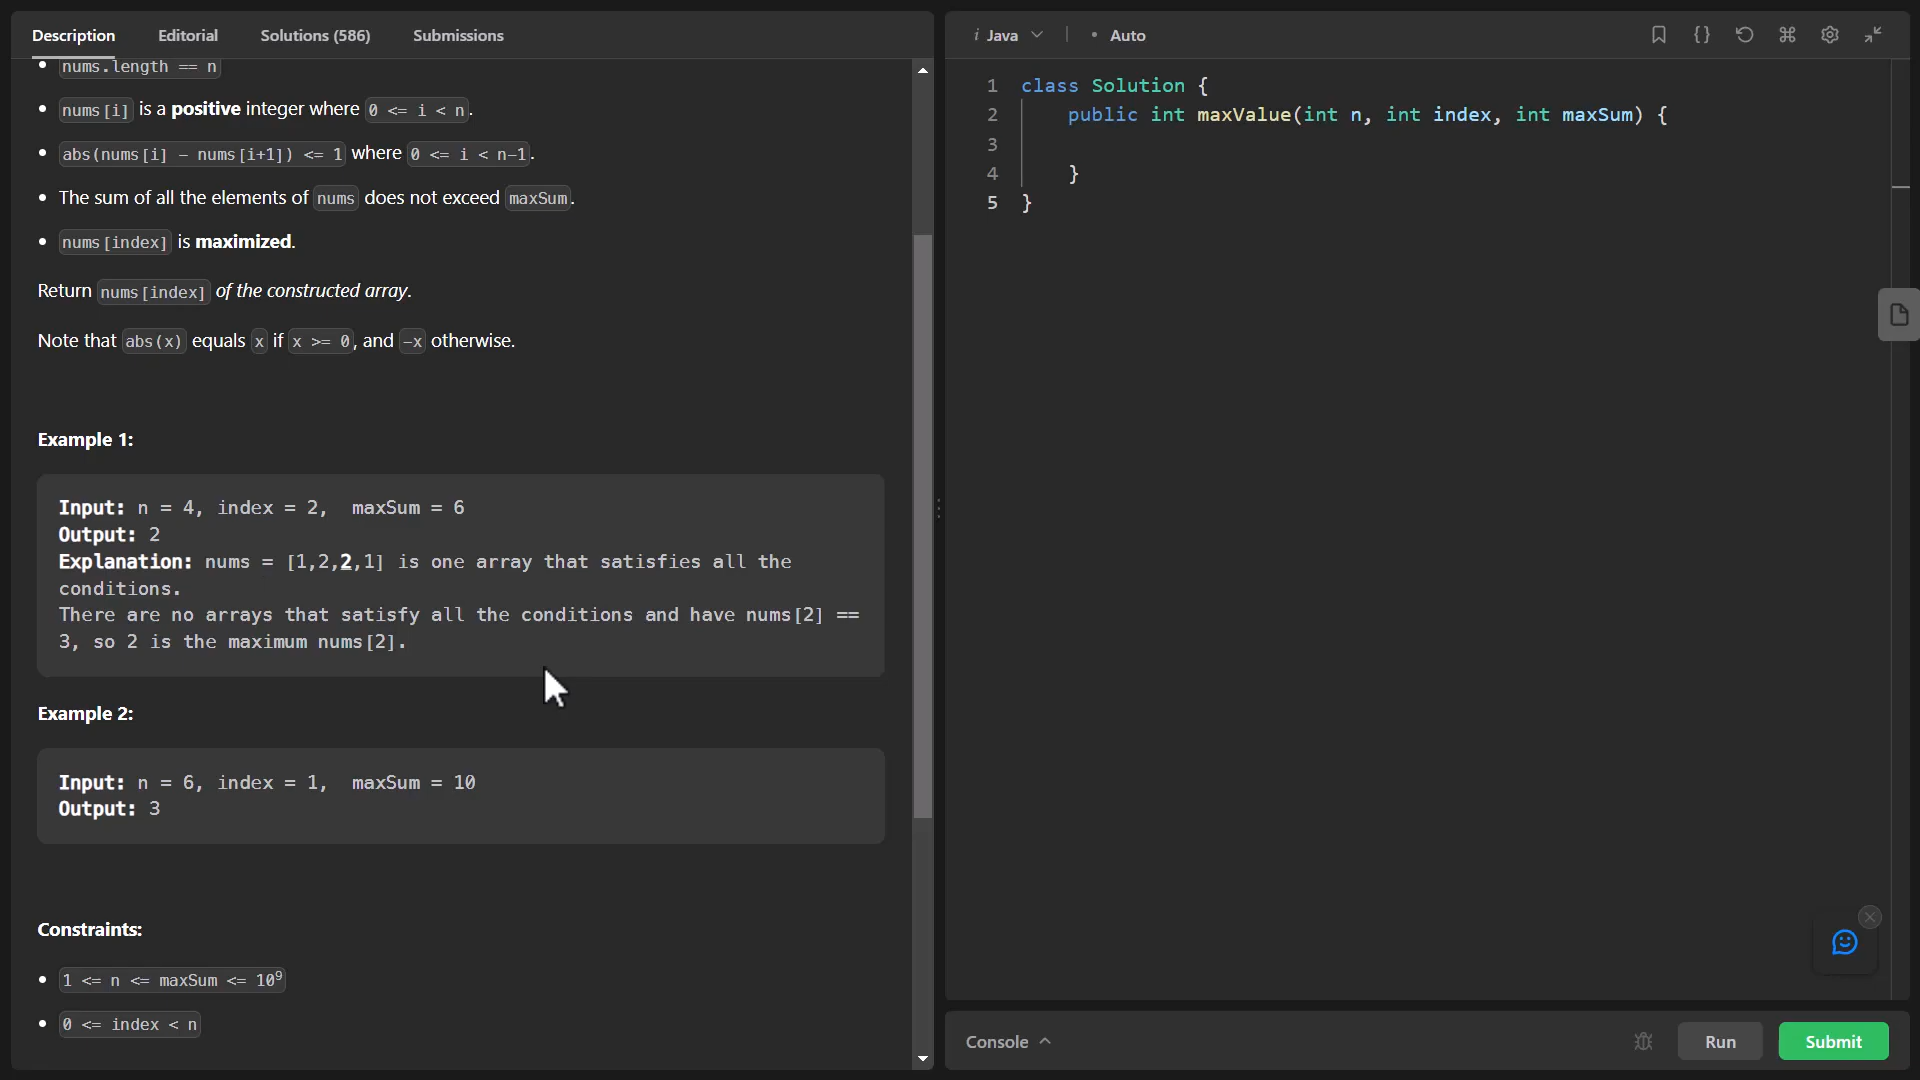 Description Editorial Solutions (586) Submissions
nums.length == n
nums[i] is a positive integer where 0 <= i < n.
abs(nums[i] - nums[i+1]) <= 1 where 0 <= i < n-1.
The sum of all the elements of nums does not exceed maxSum.
nums[index] is maximized.
Return nums[index] of the constructed array.
Note that abs(x) equals x if x >= 0, and -x otherwise.
Example 1:
Input: n = 4, index = 2,  maxSum = 6
Output: 2
Explanation: nums = [1,2,2,1] is one array that satisfies all the
conditions.
There are no arrays that satisfy all the conditions and have nums[2] ==
3, so 2 is the maximum nums[2].
Example 2:
Input: n = 6, index = 1,  maxSum = 10
Output: 3
Constraints:
1 <= n <= maxSum <= 10⁹
0 <= index < n
i Java • Auto
1 class Solution {
2     public int maxValue(int n, int index, int maxSum) {
3
4     }
5 }
Console Run Submit